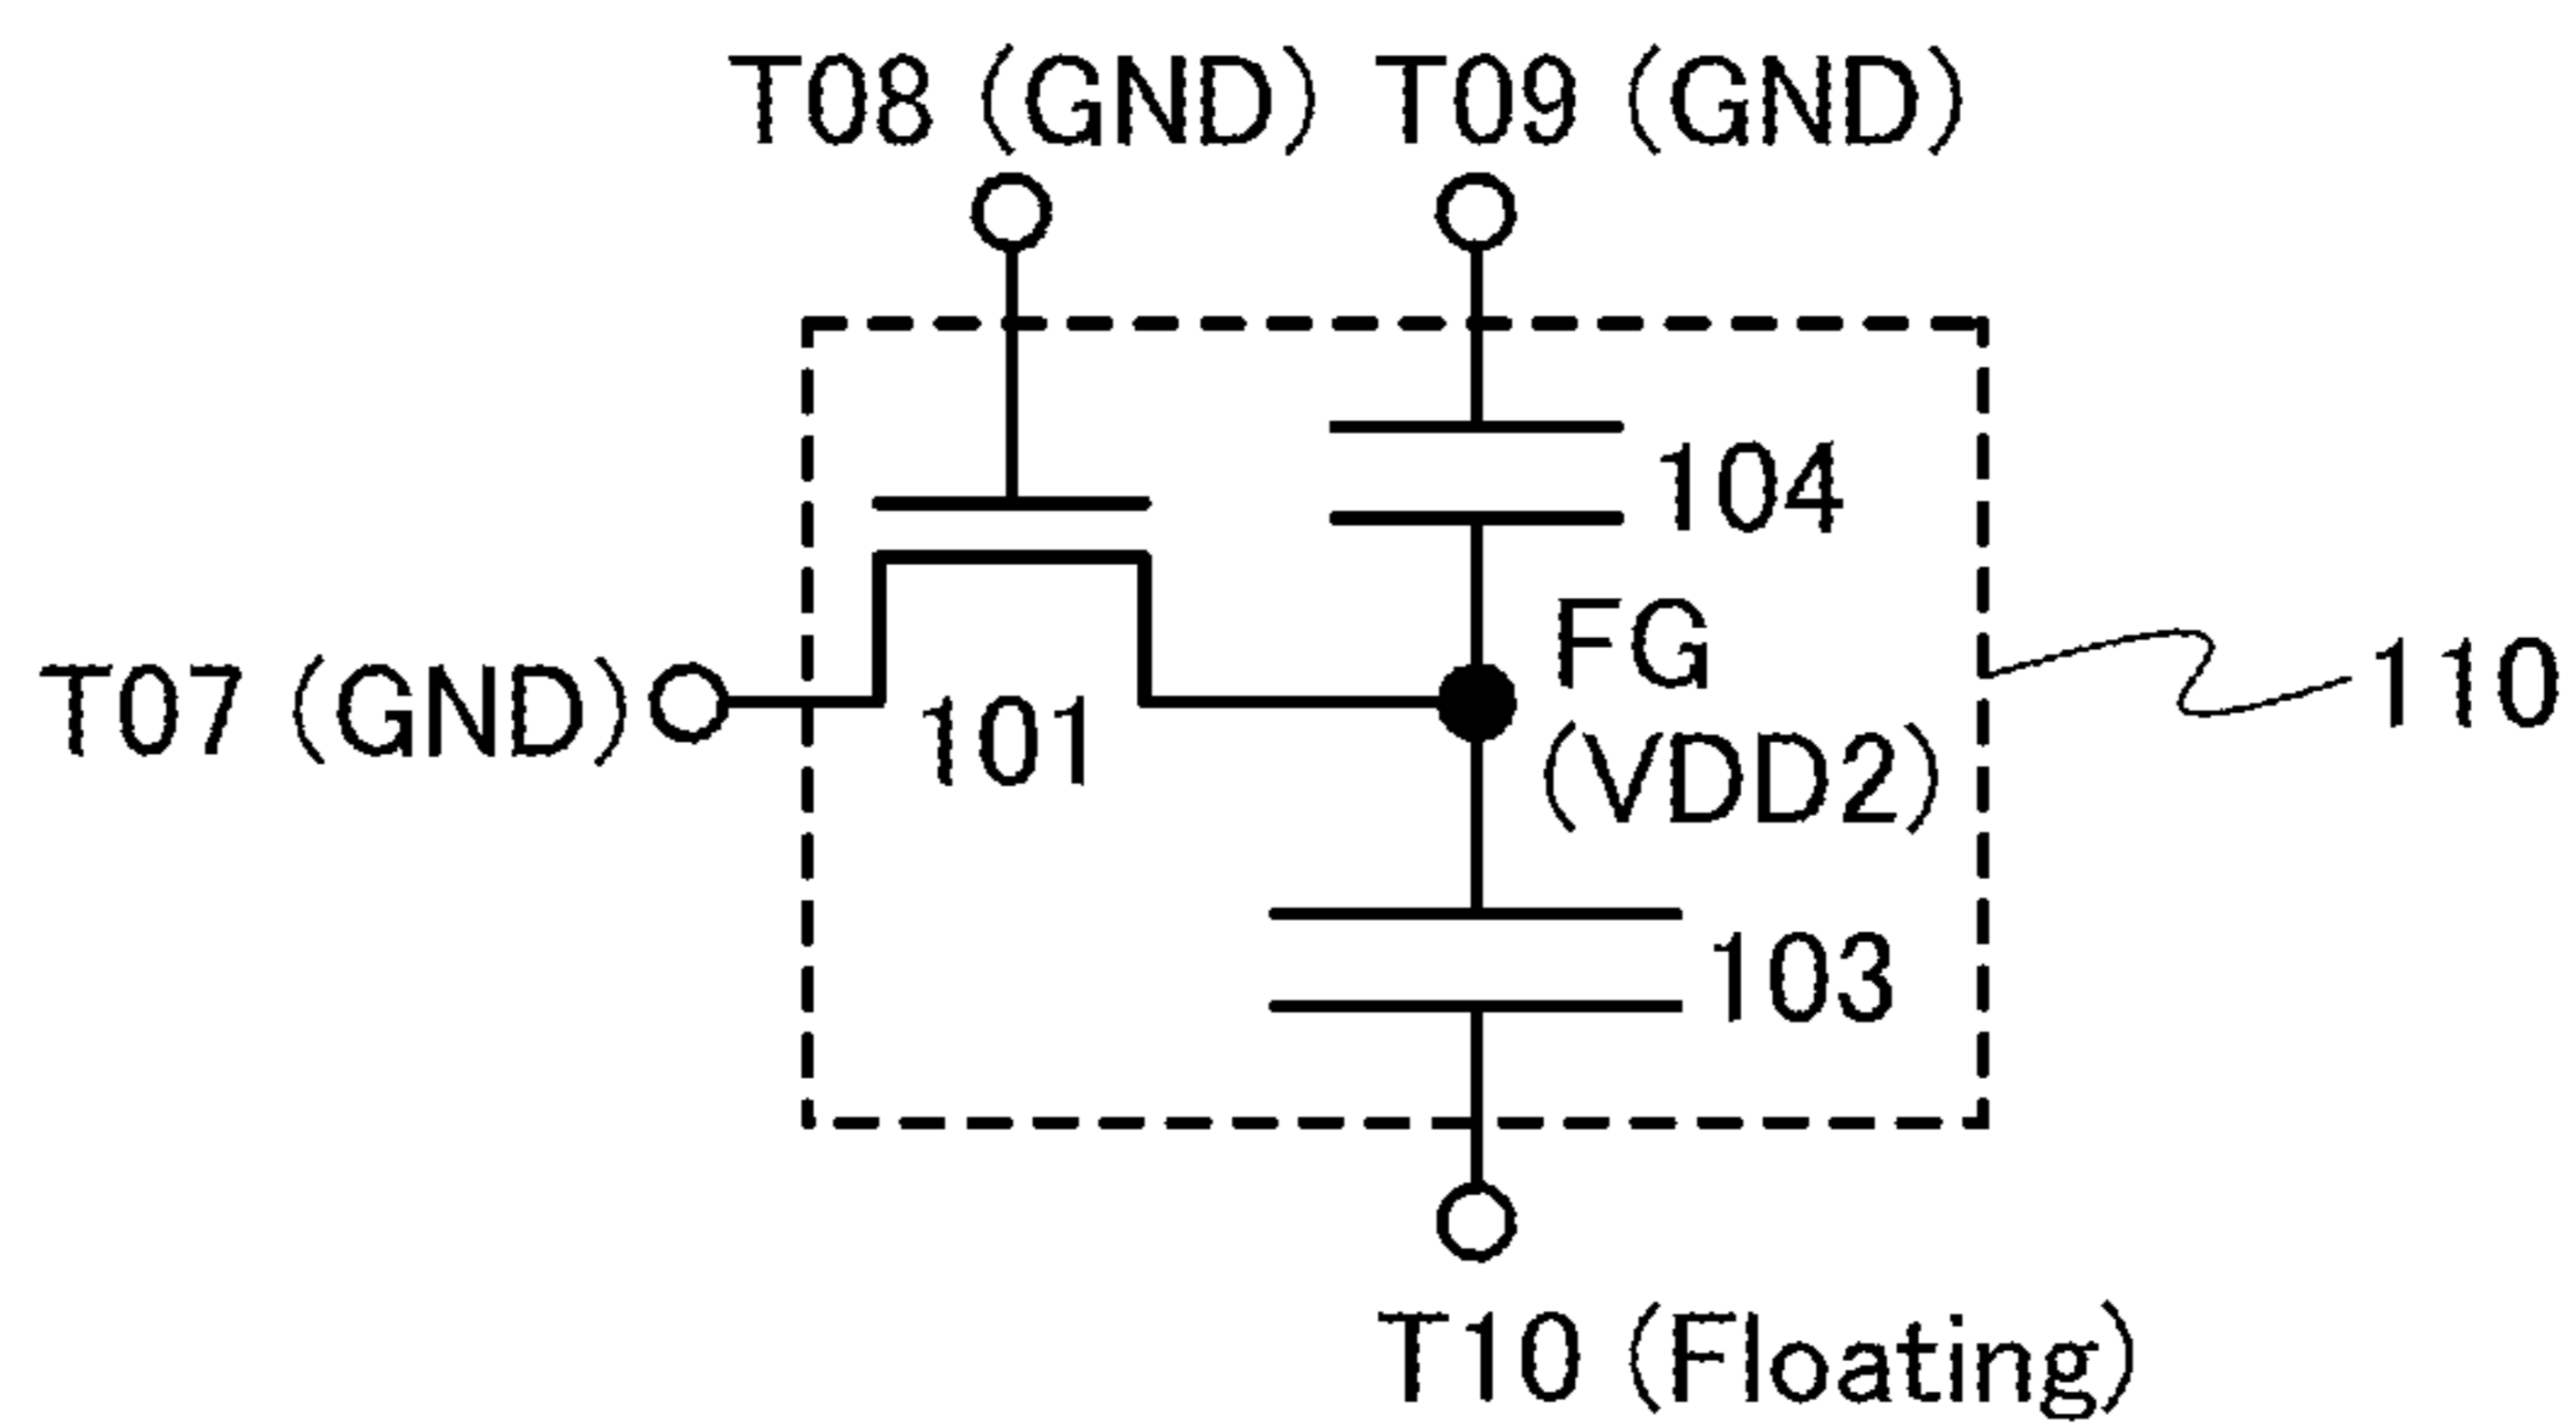 T08 (GND) T09 (GND)
104
FG
(VDD2)
T07 (GND)
101
110
103
T10 (Floating)